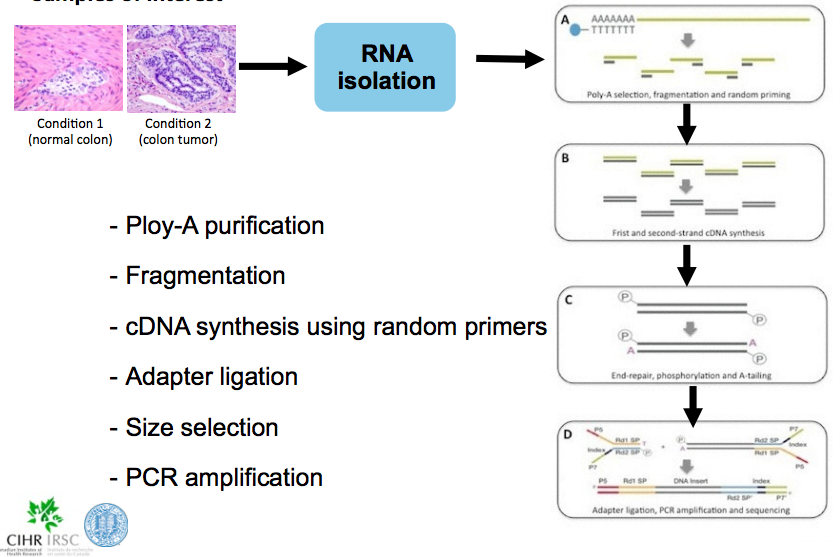 RNA
isolation
Condition 1
(normal colon)
Condition 2
(colon tumor)
A
AAAAAAA
TTTTTTT
Poly-A selection, fragmentation and random priming
B
Frist and second-strand cDNA synthesis
- Ploy-A purification
- Fragmentation
- cDNA synthesis using random primers
- Adapter ligation
- Size selection
- PCR amplification
C
P
P
P
A
A
P
End-repair, phosphorylation and A-tailing
D
P5
Rd1 SP
T
Index
Rd2 SP'
P
P7
+
P
Rd2 SP
P7'
Index
Rd1 SP
P5
P5
Rd1 SP
DNA Insert
Index
Rd2 SP'
P7'
Adapter ligation, PCR amplification and sequencing
CIHR IRSC
Health Research